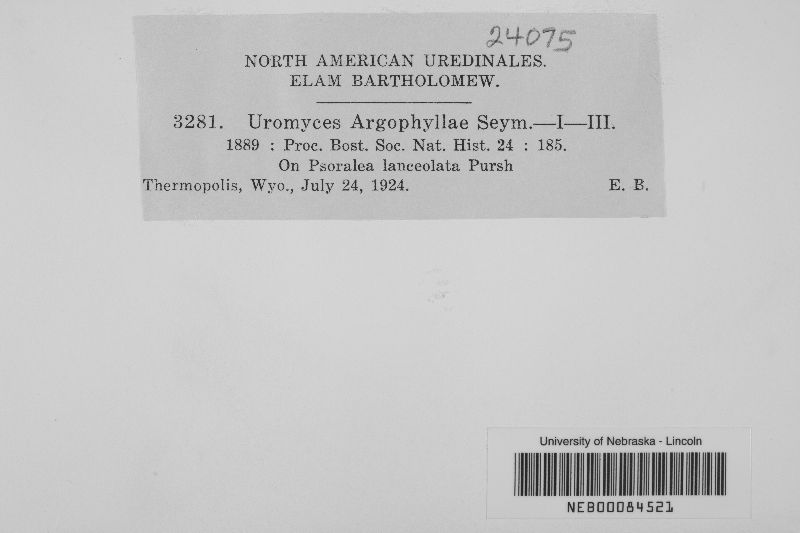 24075
NORTH AMERICAN UREDINALES.
ELAM BARTHOLOMEW.
3281. Uromyces Argophyllae Seym.—I—III.
1889 : Proc. Bost. Soc. Nat. Hist. 24 : 185.
On Psoralea lanceolata Pursh
Thermopolis, Wyo., July 24, 1924. E. B.
University of Nebraska - Lincoln
NEB00084521